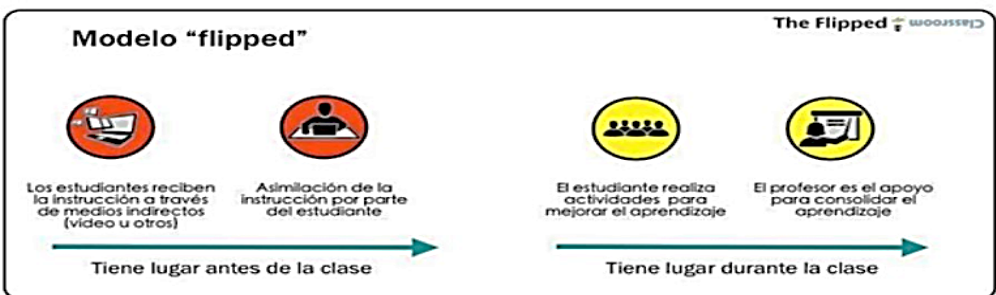 The Flipped Classroom
Modelo “flipped”
Los estudiantes reciben
la instrucción a través
de medios indirectos
(vídeo u otros)
Asimilación de la
instrucción por parte
del estudiante
El estudiante realiza
actividades para
mejorar el aprendizaje
El profesor es el apoyo
para consolidar el
aprendizaje
Tiene lugar antes de la clase
Tiene lugar durante la clase